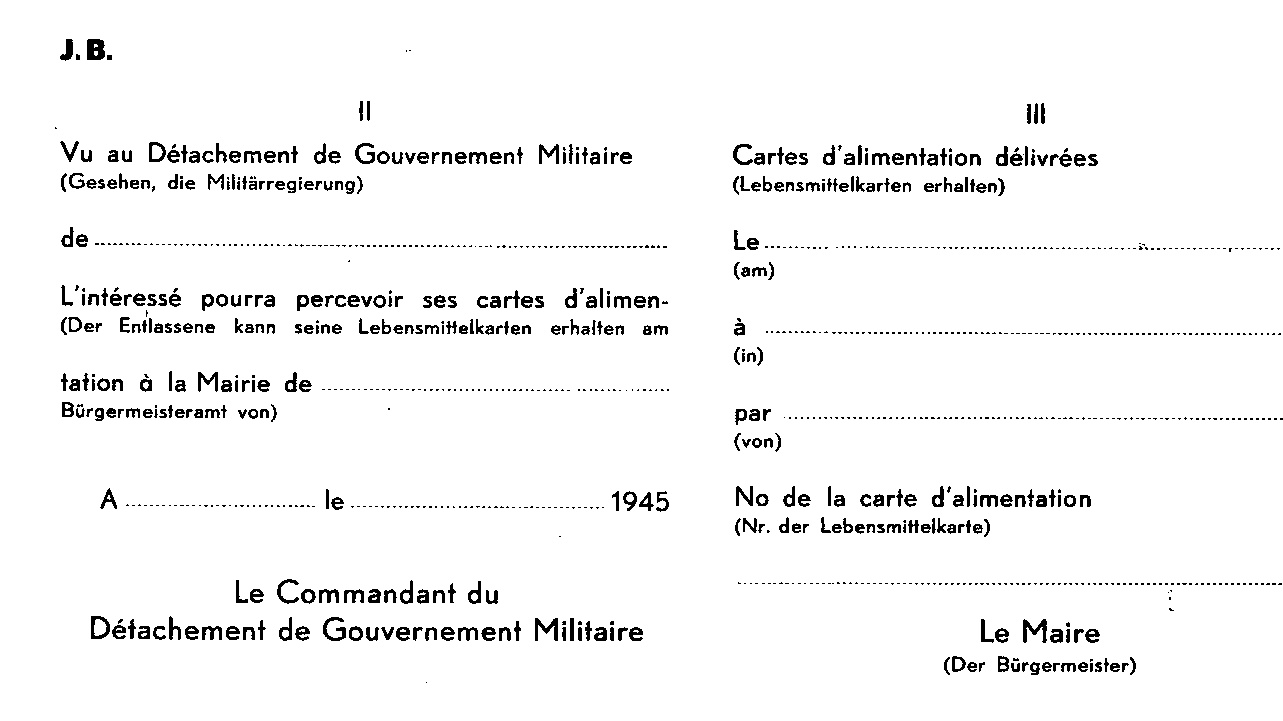 J.B.
II
Vu au Détachement de Gouvernement Militaire
(Gesehen, die Militärregierung)
de
L'intéressé pourra percevoir ses cartes d'alimen-
(Der Entlassene kann seine Lebensmittelkarten erhalten am
tation à la Mairie de
Bürgermeisteramt von)
A le 1945
Le Commandant du
Détachement de Gouvernement Militaire
III
Cartes d'alimentation délivrées
(Lebensmittelkarten erhalten)
Le
(am)
à
(in)
par
(von)
No de la carte d'alimentation
(Nr. der Lebensmittelkarte)
Le Maire
(Der Bürgermeister)